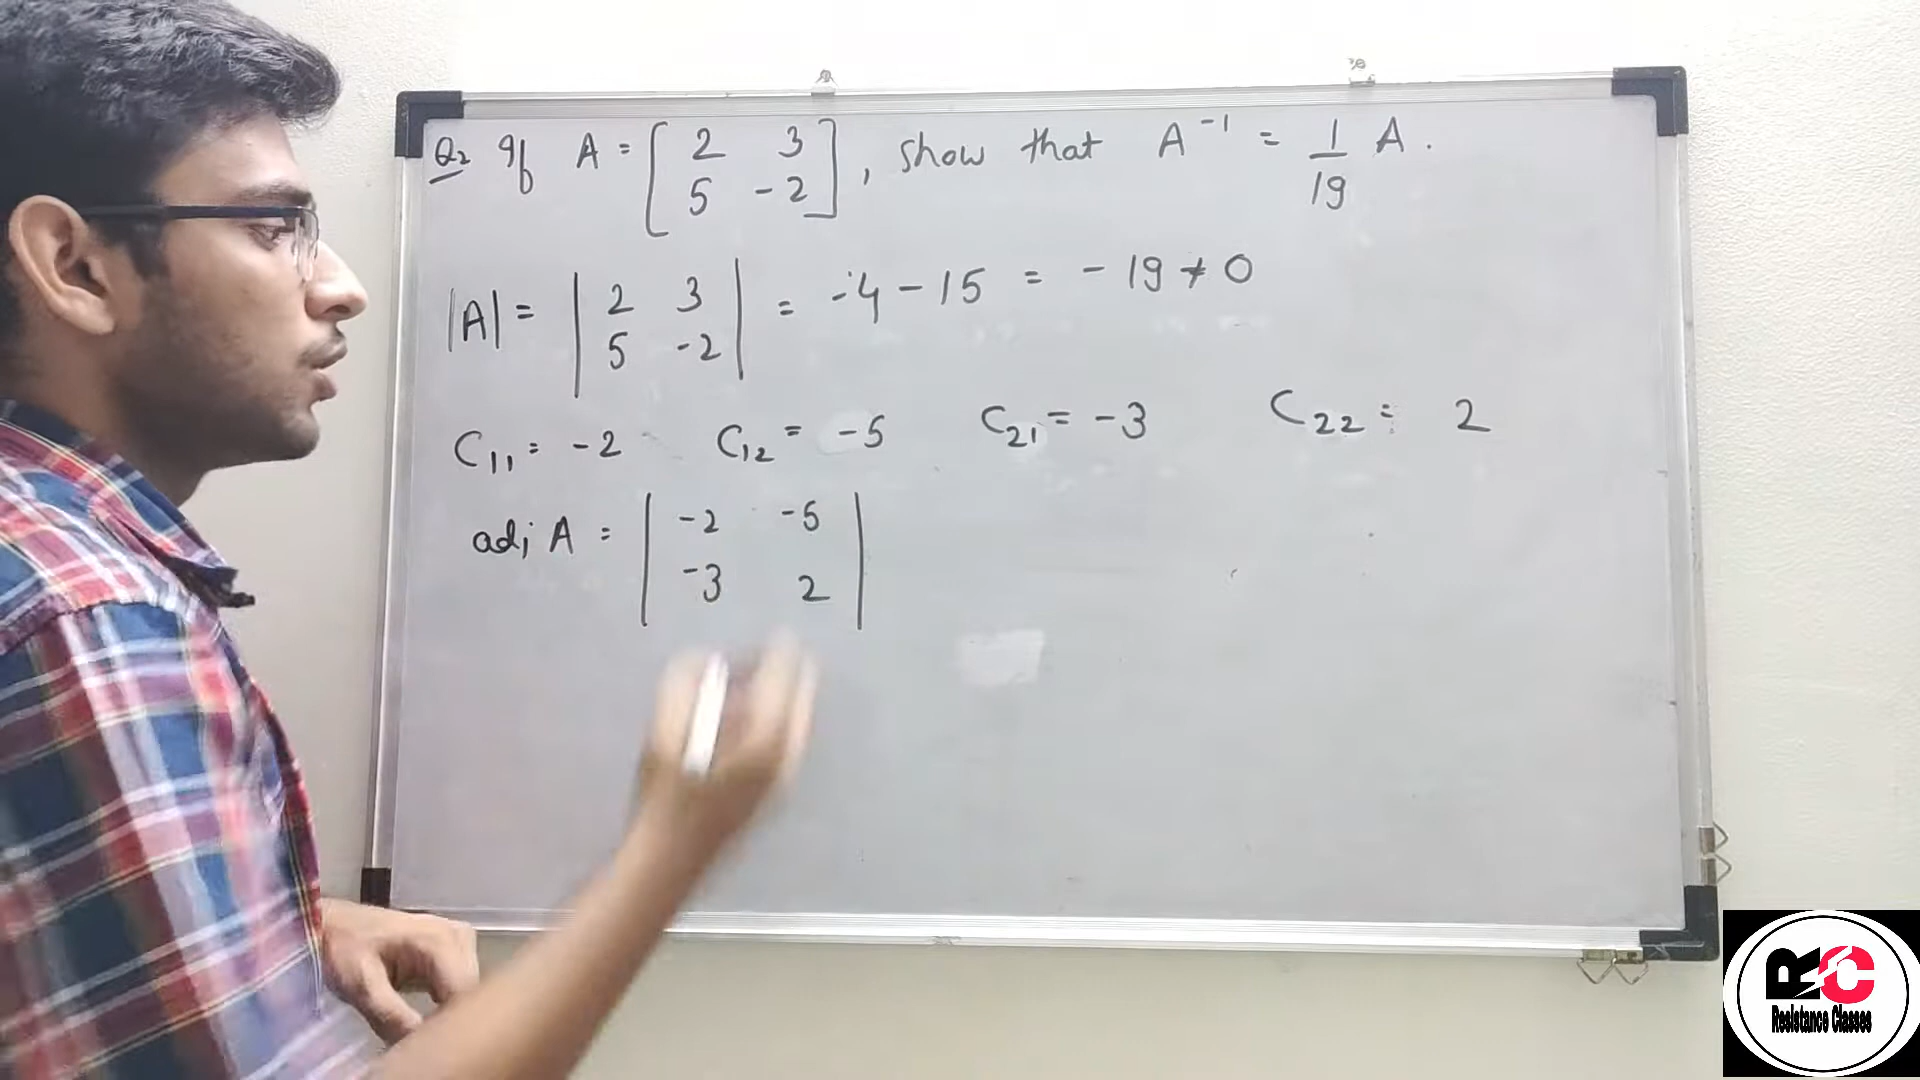 Q2 If A = [ 2 3 ; 5 -2 ], show that A⁻¹ = 1/19 A.
|A| = | 2 3 ; 5 -2 | = -4 - 15 = - 19 ≠ 0
C₁₁ = -2 C₁₂ = -5 C₂₁ = -3 C₂₂ = 2
adj A = | -2 -5 ; -3 2 |
RC
Resistance Classes